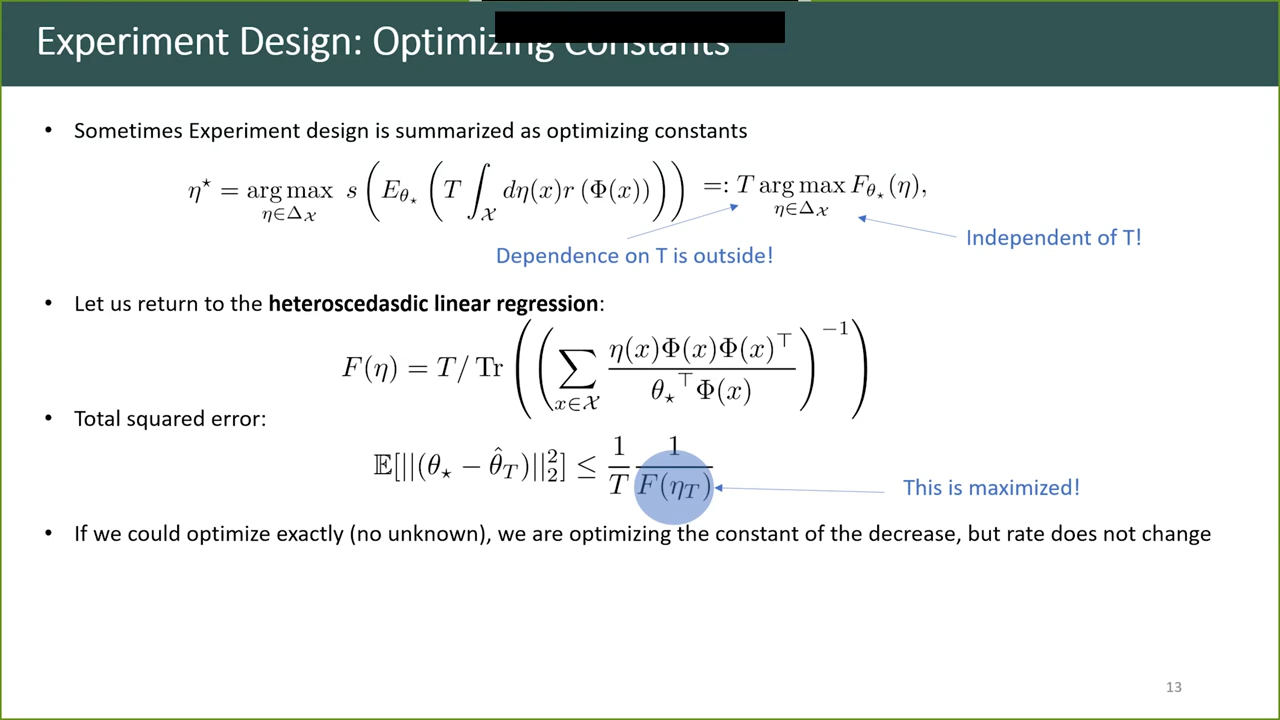 Experiment Design: Optimizing Constants
• Sometimes Experiment design is summarized as optimizing constants
η⋆ = arg max_{η∈Δ_𝒳} s(E_{θ⋆}(T ∫_𝒳 dη(x)r(Φ(x)))) =: T arg max_{η∈Δ_𝒳} F_{θ⋆}(η),
Dependence on T is outside!
Independent of T!
• Let us return to the heteroscedasdic linear regression:
F(η) = T/ Tr((∑_{x∈𝒳} η(x)Φ(x)Φ(x)^⊤ / θ⋆^⊤Φ(x))^{−1})
• Total squared error:
𝔼[||(θ⋆ − θ̂_T)||_2^2] ≤ 1/T 1/F(η_T)
This is maximized!
• If we could optimize exactly (no unknown), we are optimizing the constant of the decrease, but rate does not change
13